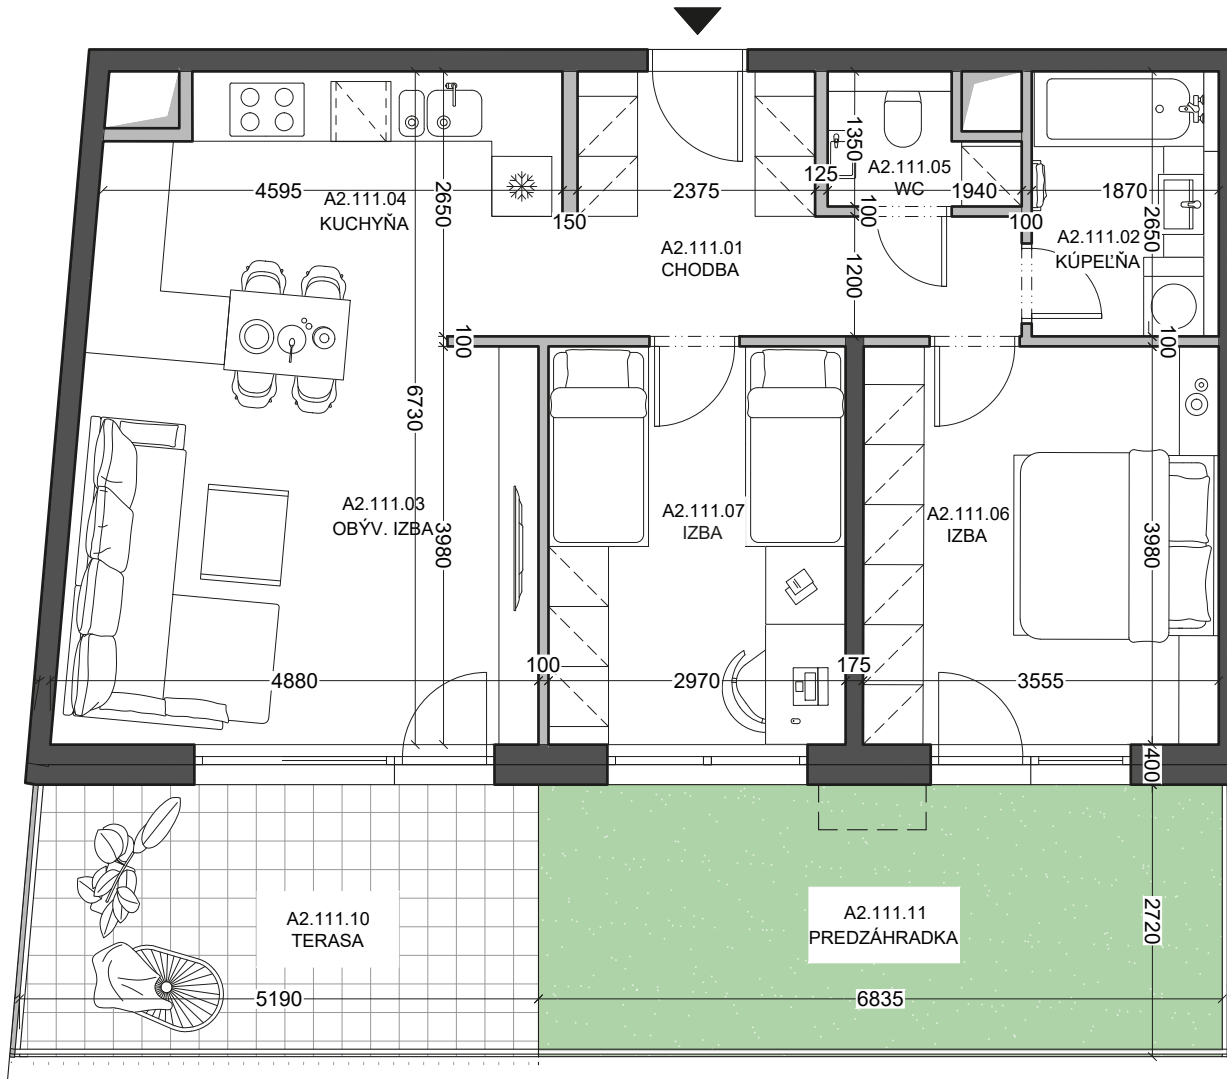 4595
A2.111.04
KUCHYŇA
2650
150
2375
125
1350
A2.111.05
WC
1940
100
100
1870
2650
A2.111.02
KÚPEĽŇA
A2.111.01
CHODBA
1200
100
100
6730
A2.111.03
OBÝV. IZBA
3980
A2.111.07
IZBA
A2.111.06
IZBA
3980
4880
100
2970
175
3555
400
A2.111.10
TERASA
A2.111.11
PREDZÁHRADKA
2720
5190
6835